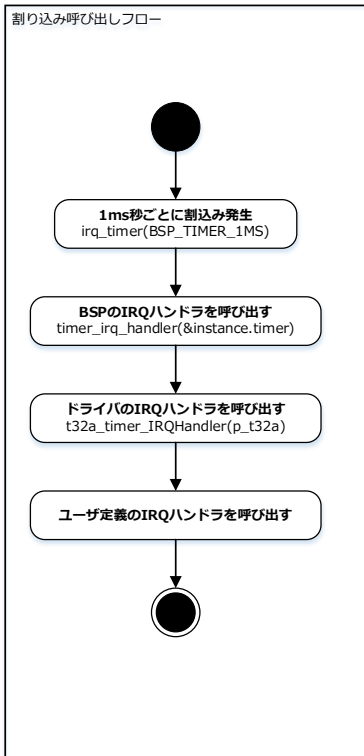 割り込み呼び出しフロー
1ms秒ごとに割込み発生
irq_timer(BSP_TIMER_1MS)
BSPのIRQハンドラを呼び出す
timer_irq_handler(&instance.timer)
ドライバのIRQハンドラを呼び出す
t32a_timer_IRQHandler(p_t32a)
ユーザ定義のIRQハンドラを呼び出す